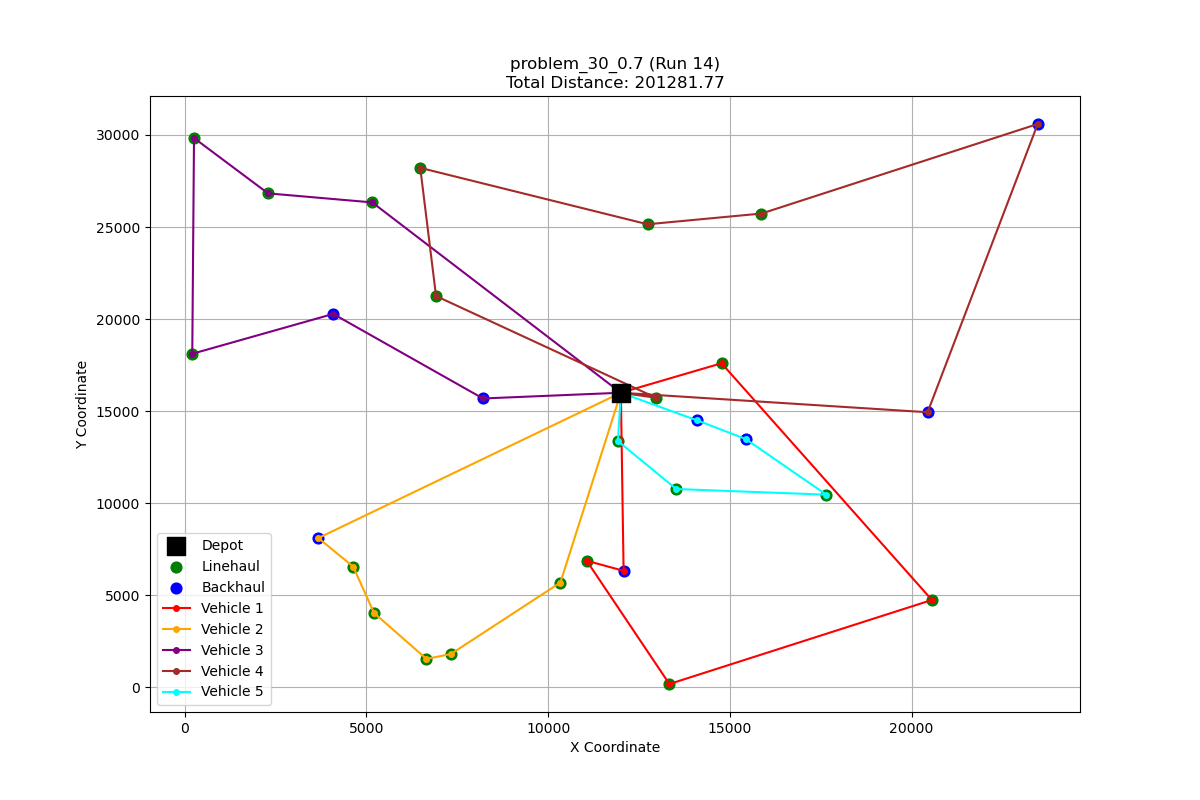 problem_30_0.7 (Run 14)
Total Distance: 201281.77
Y Coordinate
30000
25000
20000
15000
10000
5000
0
Depot
Linehaul
Backhaul
Vehicle 1
Vehicle 2
Vehicle 3
Vehicle 4
Vehicle 5
0
5000
10000
15000
20000
X Coordinate